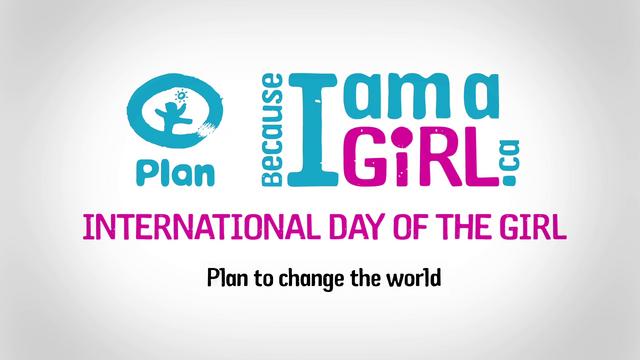 Plan
Because
I am a
GiRL
.ca
INTERNATIONAL DAY OF THE GIRL
Plan to change the world